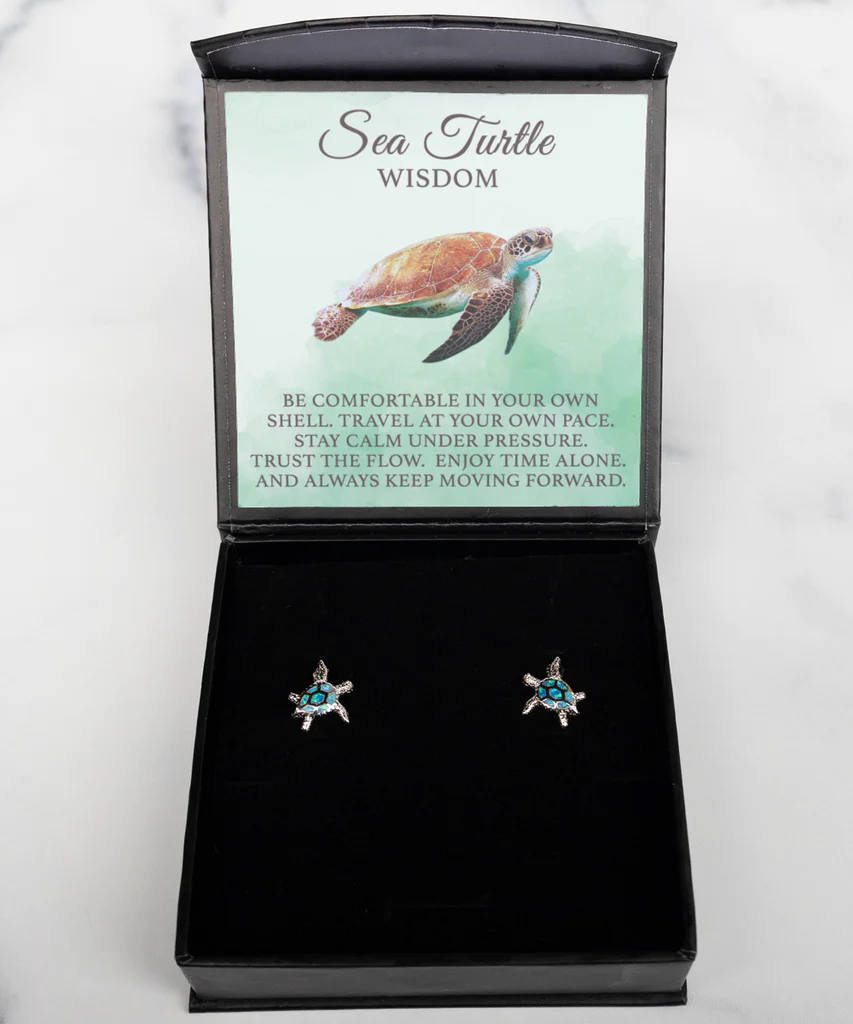 Sea Turtle
WISDOM
BE COMFORTABLE IN YOUR OWN
SHELL. TRAVEL AT YOUR OWN PACE.
STAY CALM UNDER PRESSURE.
TRUST THE FLOW. ENJOY TIME ALONE.
AND ALWAYS KEEP MOVING FORWARD.